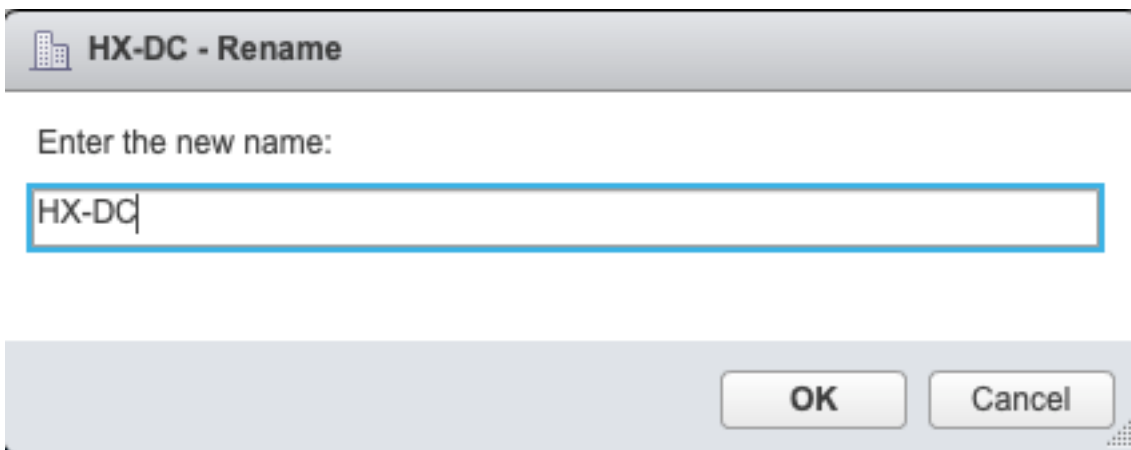 HX-DC - Rename
Enter the new name:
HX-DC
OK Cancel